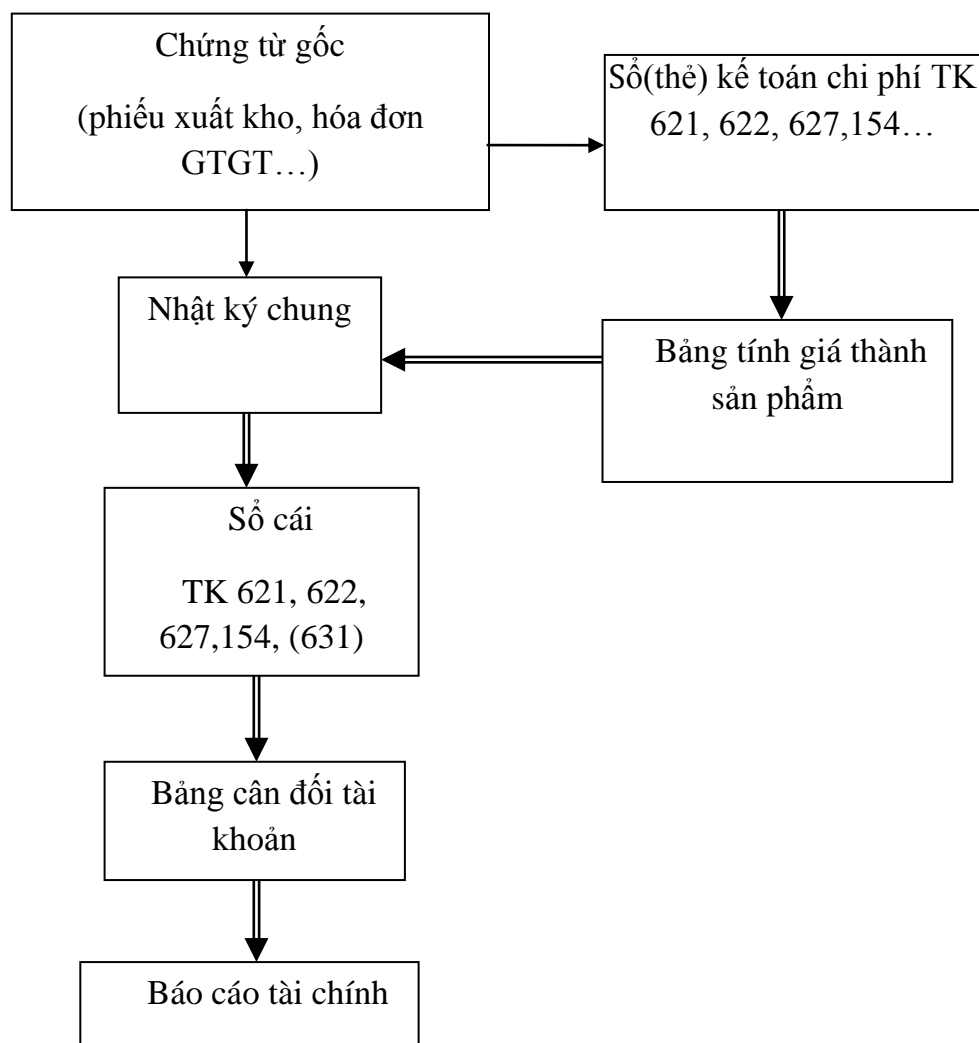 Chứng từ gốc
(phiếu xuất kho, hóa đơn
GTGT…)
Sổ(thẻ) kế toán chi phí TK
621, 622, 627,154…
Nhật ký chung
Bảng tính giá thành
sản phẩm
Sổ cái
TK 621, 622,
627,154, (631)
Bảng cân đối tài
khoản
Báo cáo tài chính